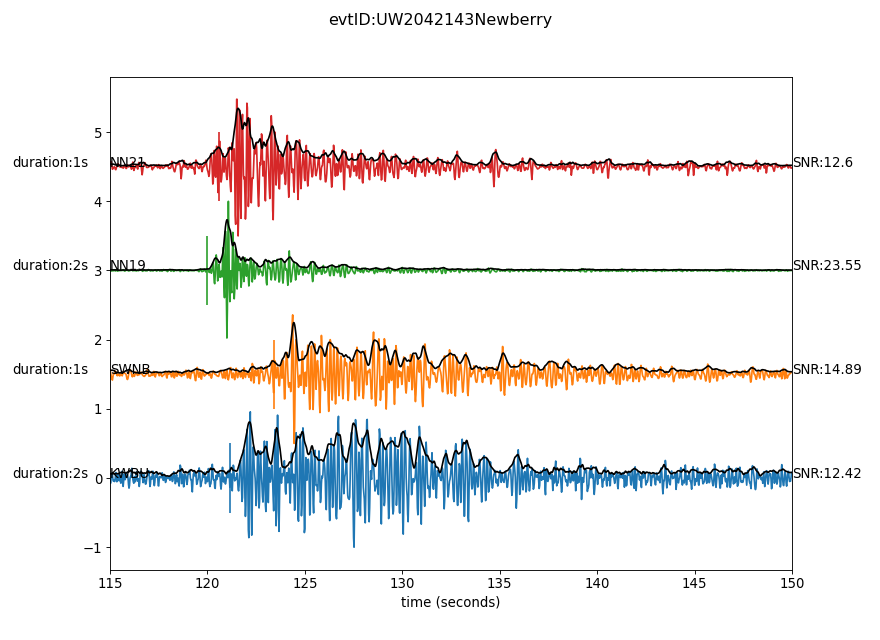 evtID:UW2042143Newberry
duration:1s NN21 SNR:12.6
duration:2s NN19 SNR:23.55
duration:1s SWNB SNR:14.89
duration:2s SNR:12.42
5
4
3
2
1
0
−1
115 120 125 130 135 140 145 150
time (seconds)